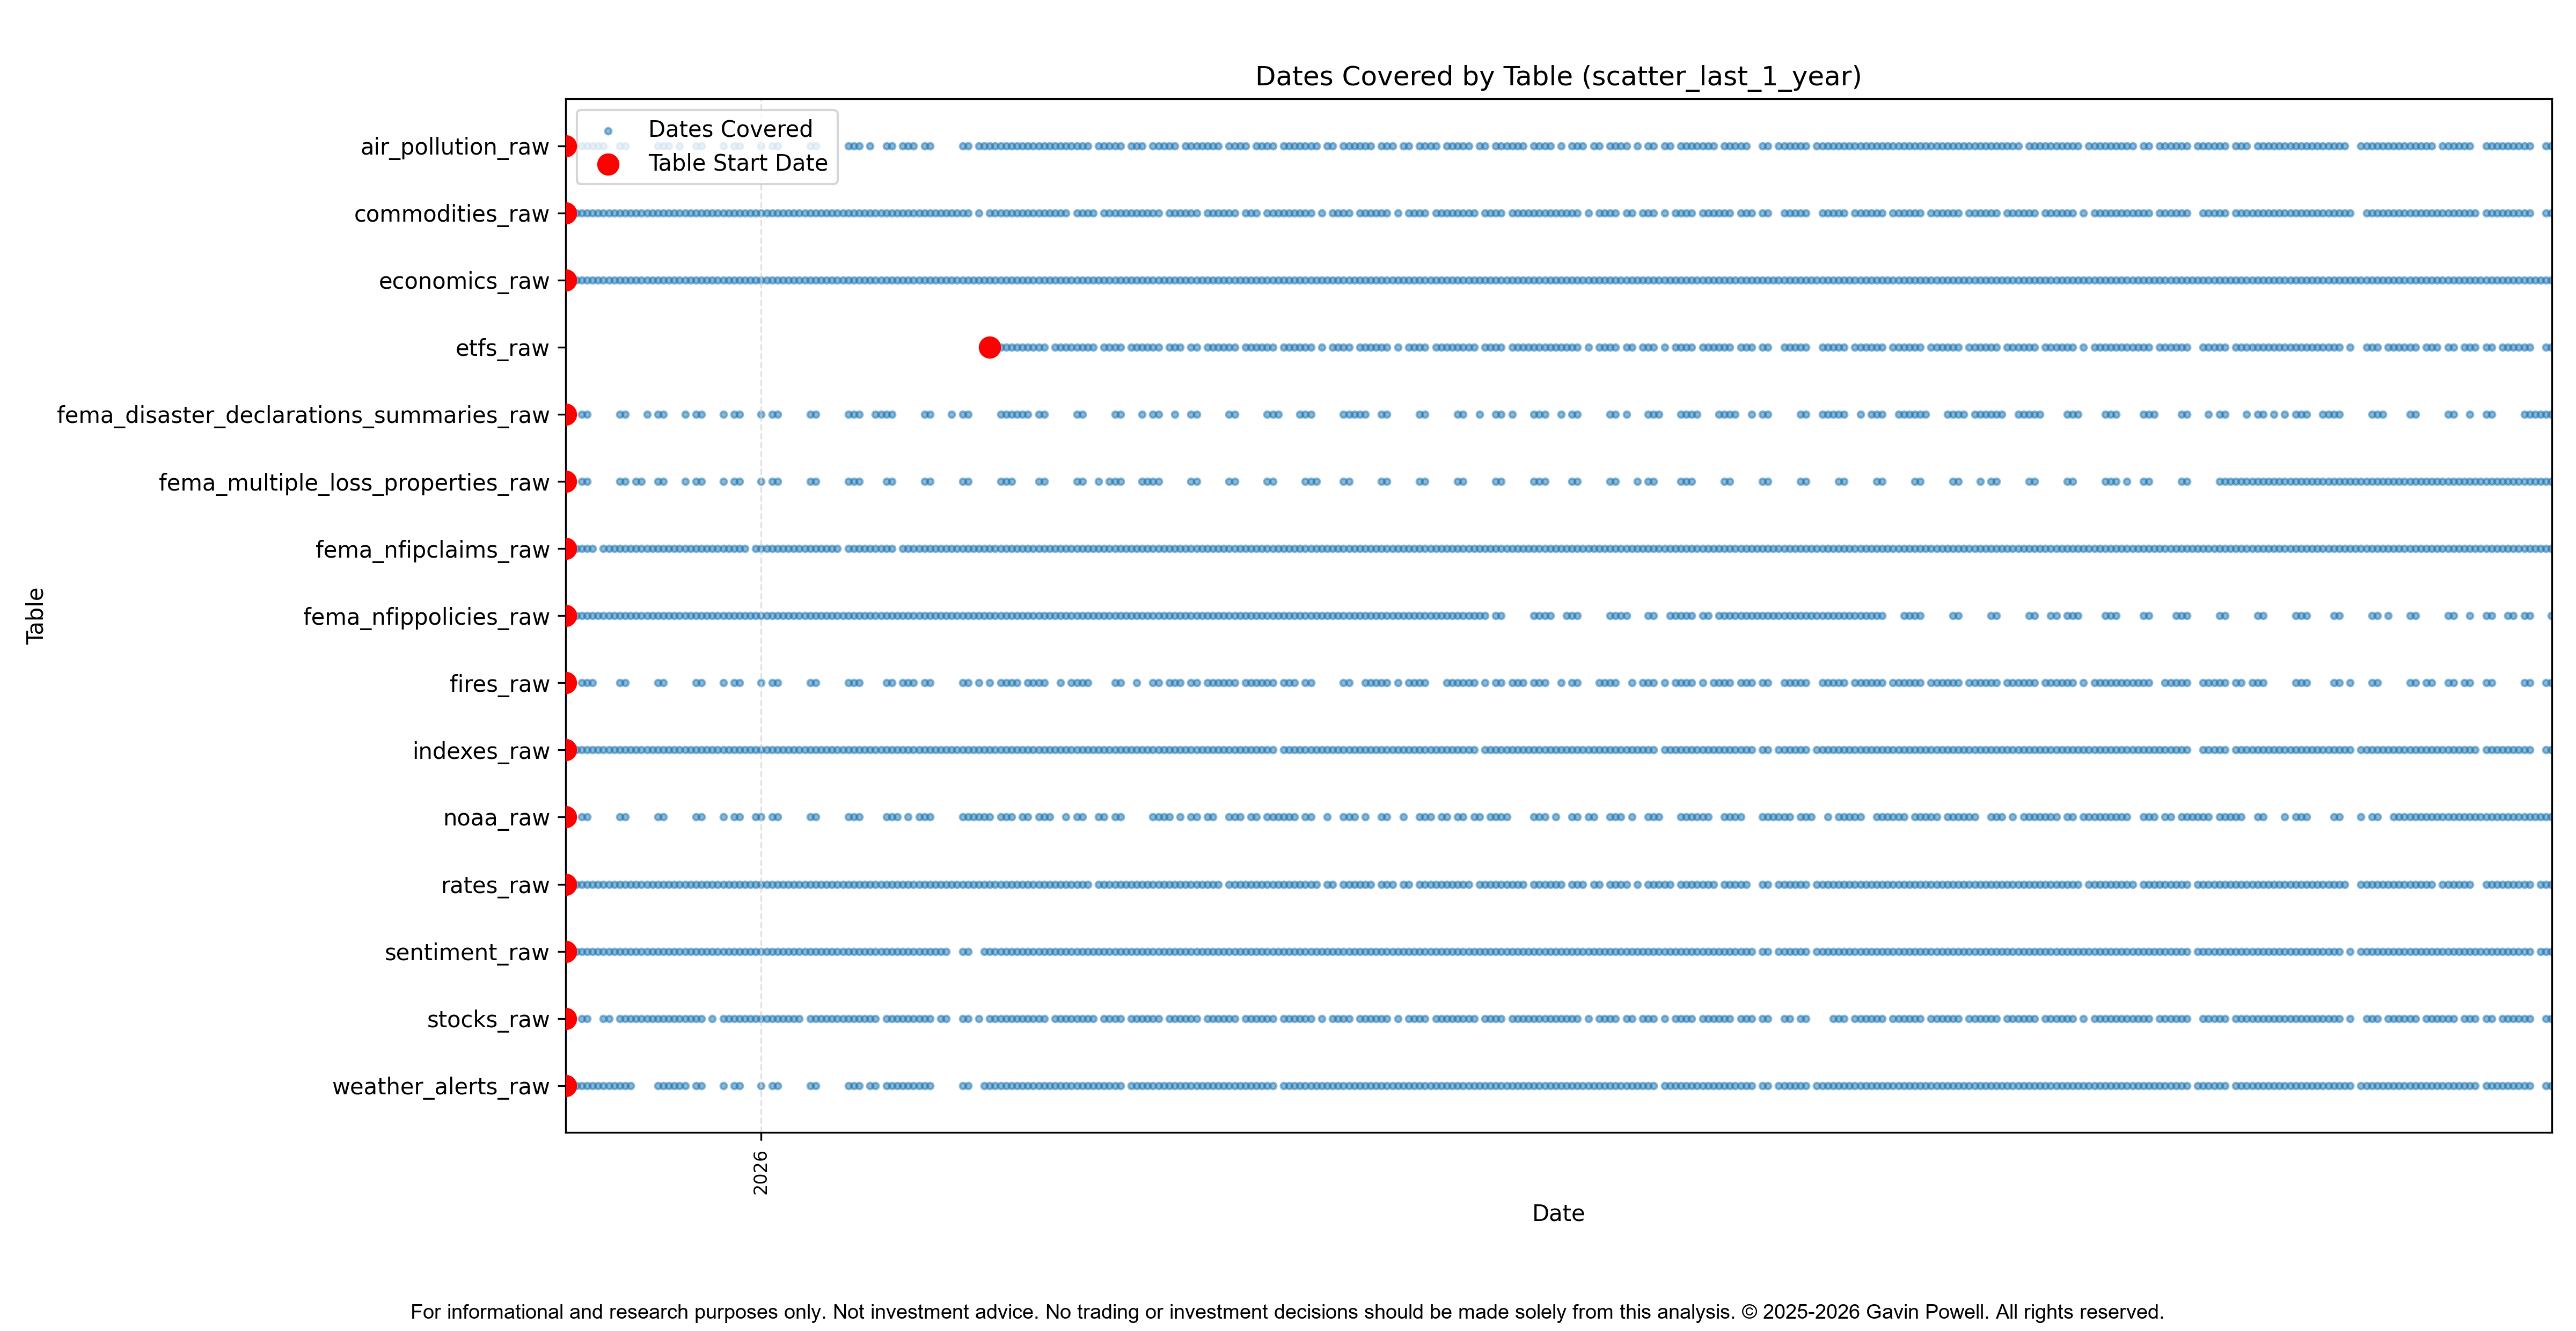 Dates Covered by Table (scatter_last_1_year)
Dates Covered
Table Start Date
air_pollution_raw
commodities_raw
economics_raw
etfs_raw
fema_disaster_declarations_summaries_raw
fema_multiple_loss_properties_raw
fema_nfipclaims_raw
fema_nfippolicies_raw
fires_raw
indexes_raw
noaa_raw
rates_raw
sentiment_raw
stocks_raw
weather_alerts_raw
Table
2026
Date
For informational and research purposes only. Not investment advice. No trading or investment decisions should be made solely from this analysis. © 2025-2026 Gavin Powell. All rights reserved.